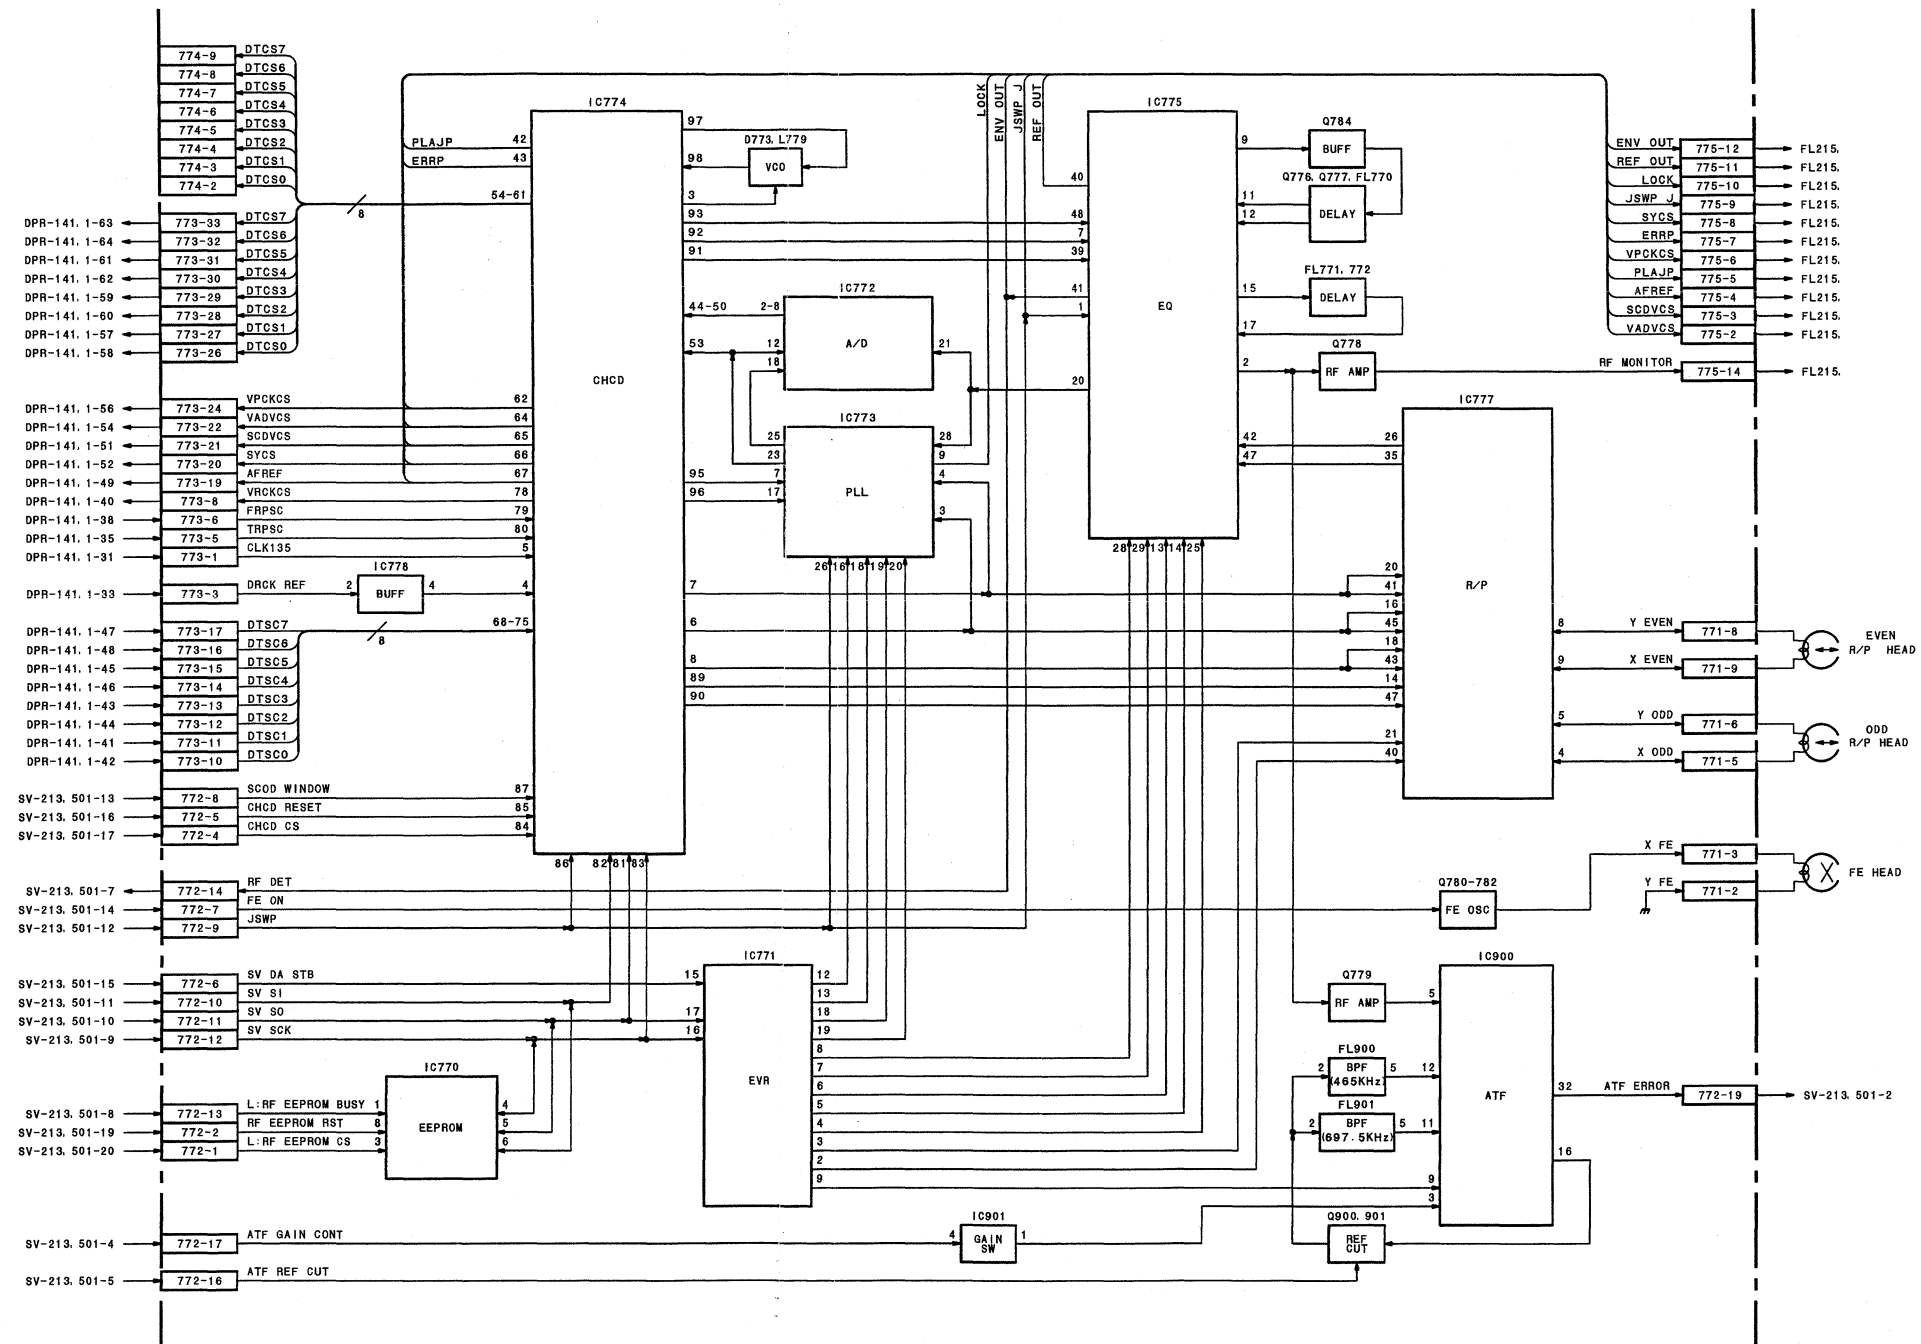 774-9 DTCS7
774-8 DTCS6
774-7 DTCS5
774-6 DTCS4
774-5 DTCS3
774-4 DTCS2
774-3 DTCS1
774-2 DTCS0
DPR-141, 1-63 773-33 DTCS7
DPR-141, 1-64 773-32 DTCS6
DPR-141, 1-61 773-31 DTCS5
DPR-141, 1-62 773-30 DTCS4
DPR-141, 1-59 773-29 DTCS3
DPR-141, 1-60 773-28 DTCS2
DPR-141, 1-57 773-27 DTCS1
DPR-141, 1-58 773-26 DTCS0
8
DPR-141, 1-56 773-24 VPCKCS 62
DPR-141, 1-54 773-22 VADVCS 64
DPR-141, 1-51 773-21 SCDVCS 65
DPR-141, 1-52 773-20 SYCS 66
DPR-141, 1-49 773-19 AFREF 67
DPR-141, 1-40 773-8 VRCKCS 78
DPR-141, 1-38 773-6 FRPSC 79
DPR-141, 1-35 773-5 TRPSC 80
DPR-141, 1-31 773-1 CLK135 5
IC778
DPR-141, 1-33 773-3 DRCK REF 2 BUFF 4 4
DPR-141, 1-47 773-17 DTSC7 68-75
DPR-141, 1-48 773-16 DTSC6
8
DPR-141, 1-45 773-15 DTSC5
DPR-141, 1-46 773-14 DTSC4
DPR-141, 1-43 773-13 DTSC3
DPR-141, 1-44 773-12 DTSC2
DPR-141, 1-41 773-11 DTSC1
DPR-141, 1-42 773-10 DTSC0
SV-213, 501-13 772-8 SCOD WINDOW 87
SV-213, 501-16 772-5 CHCD RESET 85
SV-213, 501-17 772-4 CHCD CS 84
SV-213, 501-7 772-14 RF DET
SV-213, 501-14 772-7 FE ON
SV-213, 501-12 772-9 JSWP
SV-213, 501-15 772-6 SV DA STB 15
SV-213, 501-11 772-10 SV SI
SV-213, 501-10 772-11 SV SO 17
SV-213, 501-9 772-12 SV SCK 16
IC770
EEPROM
SV-213, 501-8 772-13 L:RF EEPROM BUSY 1 4
SV-213, 501-19 772-2 RF EEPROM RST 8 5
SV-213, 501-20 772-1 L:RF EEPROM CS 3 6
SV-213, 501-4 772-17 ATF GAIN CONT
SV-213, 501-5 772-16 ATF REF CUT
IC774
CHCD
PLAJP 42
ERRP 43
54-61
97
98
3
93
92
91
44-50
53
95
96
7
6
8
89
90
86 82 81 83
D773, L779
VCO
IC772
A/D
2-8
12
18
21
IC773
PLL
25
23
7
17
28
9
4
3
26 16 18 19 20
LOCK
ENV OUT
JSWP J
REF OUT
IC775
EQ
40
48
7
39
41
1
20
9
11
12
15
17
2
42
47
28 29 13 14 25
Q784
BUFF
Q776, Q777, FL770
DELAY
FL771, 772
DELAY
Q778
RF AMP
ENV OUT 775-12 FL215,
REF OUT 775-11 FL215,
LOCK 775-10 FL215,
JSWP J 775-9 FL215,
SYCS 775-8 FL215,
ERRP 775-7 FL215,
VPCKCS 775-6 FL215,
PLAJP 775-5 FL215,
AFREF 775-4 FL215,
SCDVCS 775-3 FL215,
VADVCS 775-2 FL215,
RF MONITOR 775-14 FL215,
IC777
R/P
26
35
20
41
16
45
18
43
14
47
21
40
8 Y EVEN 771-8
EVEN
R/P HEAD
9 X EVEN 771-9
5 Y ODD 771-6
ODD
R/P HEAD
4 X ODD 771-5
X FE 771-3
FE HEAD
Y FE 771-2
Q780-782
FE OSC
IC771
EVR
12
13
18
19
8
7
6
5
4
3
2
9
IC901
4 GAIN SW 1
Q779
RF AMP
FL900
2 BPF (465KHz) 5
FL901
2 BPF (697.5KHz) 5
Q900, 901
REF CUT
IC900
ATF
5
12
11
9
3
16
32 ATF ERROR 772-19 SV-213, 501-2